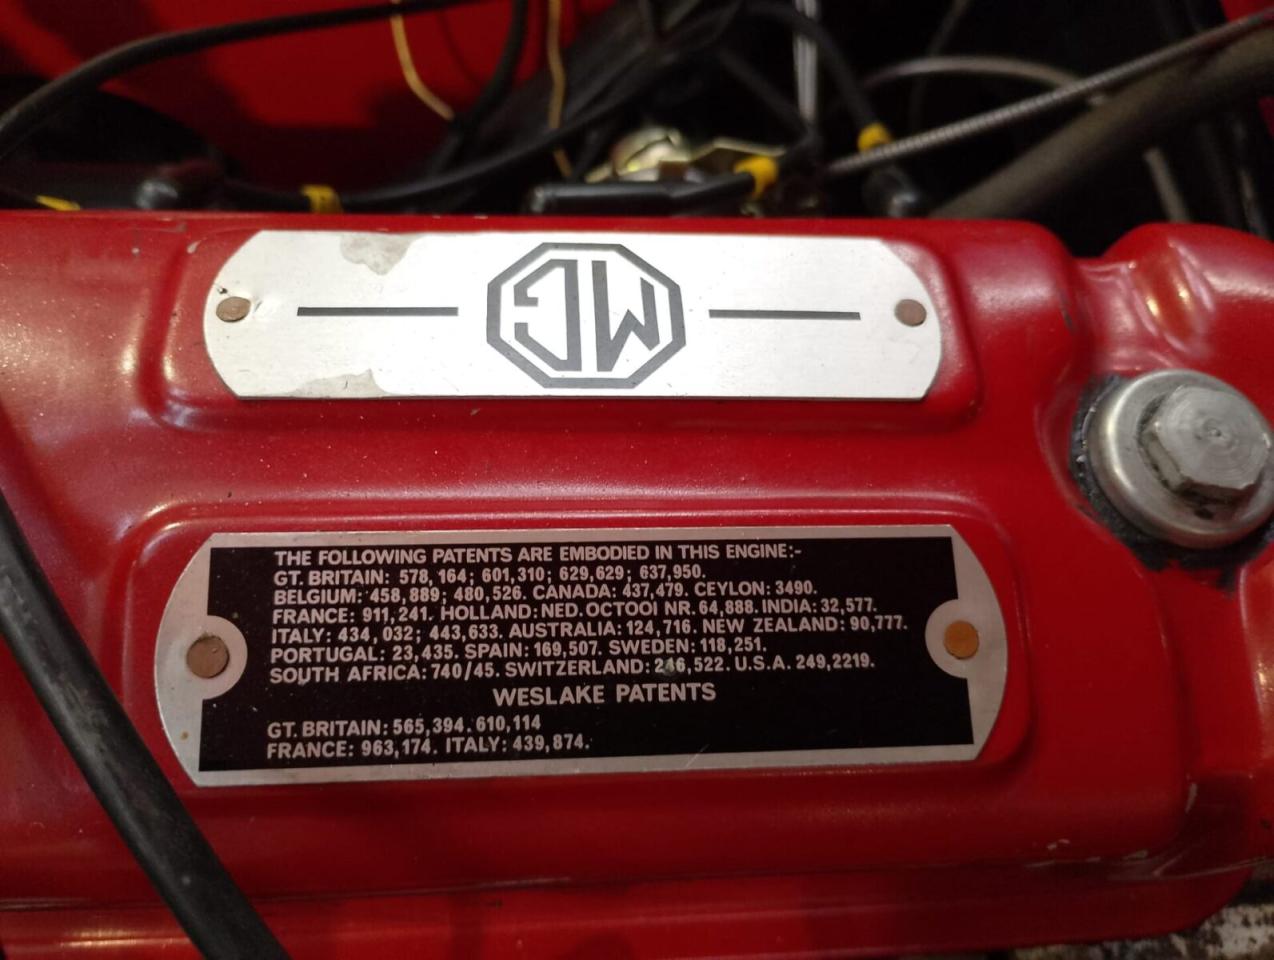 MG
THE FOLLOWING PATENTS ARE EMBODIED IN THIS ENGINE:-
GT. BRITAIN: 578,164; 601,310; 629,629; 637,950.
BELGIUM: 458,889; 480,526. CANADA: 437,479. CEYLON: 3490.
FRANCE: 911,241. HOLLAND: NED. OCTOOI NR. 64,888. INDIA: 32,577.
ITALY: 434,032; 443,633. AUSTRALIA: 124,716. NEW ZEALAND: 90,777.
PORTUGAL: 23,435. SPAIN: 169,507. SWEDEN: 118,251.
SOUTH AFRICA: 740/45. SWITZERLAND: 246,522. U.S.A. 249,2219.
WESLAKE PATENTS
GT. BRITAIN: 565,394. 610,114
FRANCE: 963,174. ITALY: 439,874.